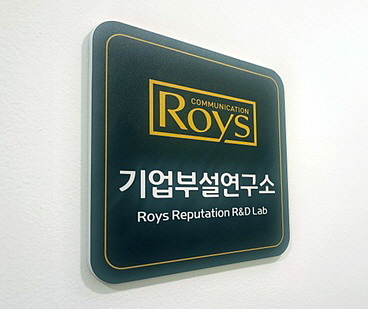 COMMUNICATION
Roys
기업부설연구소
Roys Reputation R&D Lab